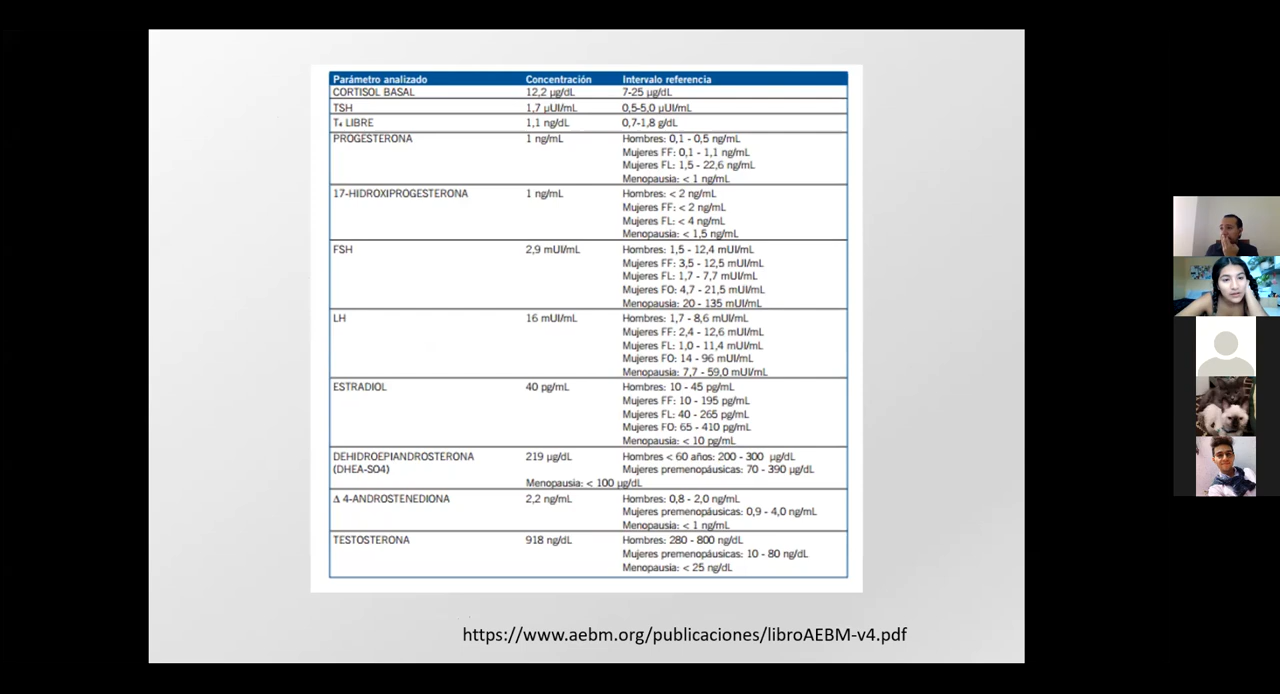 Parámetro analizado Concentración Intervalo referencia
CORTISOL BASAL 12,2 µg/dL 7-25 µg/dL
TSH 1,7 µUI/mL 0,5-5,0 µUI/mL
T₄ LIBRE 1,1 ng/dL 0,7-1,8 g/dL
PROGESTERONA 1 ng/mL Hombres: 0,1 - 0,5 ng/mL
Mujeres FF: 0,1 - 1,1 ng/mL
Mujeres FL: 1,5 - 22,6 ng/mL
Menopausia: < 1 ng/mL
17-HIDROXIPROGESTERONA 1 ng/mL Hombres: < 2 ng/mL
Mujeres FF: < 2 ng/mL
Mujeres FL: < 4 ng/mL
Menopausia: < 1,5 ng/mL
FSH 2,9 mUI/mL Hombres: 1,5 - 12,4 mUI/mL
Mujeres FF: 3,5 - 12,5 mUI/mL
Mujeres FL: 1,7 - 7,7 mUI/mL
Mujeres FO: 4,7 - 21,5 mUI/mL
Menopausia: 20 - 135 mUI/mL
LH 16 mUI/mL Hombres: 1,7 - 8,6 mUI/mL
Mujeres FF: 2,4 - 12,6 mUI/mL
Mujeres FL: 1,0 - 11,4 mUI/mL
Mujeres FO: 14 - 96 mUI/mL
Menopausia: 7,7 - 59,0 mUI/mL
ESTRADIOL 40 pg/mL Hombres: 10 - 45 pg/mL
Mujeres FF: 10 - 195 pg/mL
Mujeres FL: 40 - 265 pg/mL
Mujeres FO: 65 - 410 pg/mL
Menopausia: < 10 pg/mL
DEHIDROEPIANDROSTERONA 219 µg/dL Hombres < 60 años: 200 - 300 µg/dL
(DHEA-SO4) Mujeres premenopáusicas: 70 - 390 µg/dL
Menopausia: < 100 µg/dL
Δ 4-ANDROSTENEDIONA 2,2 ng/mL Hombres: 0,8 - 2,0 ng/mL
Mujeres premenopáusicas: 0,9 - 4,0 ng/mL
Menopausia: < 1 ng/mL
TESTOSTERONA 918 ng/dL Hombres: 280 - 800 ng/dL
Mujeres premenopáusicas: 10 - 80 ng/dL
Menopausia: < 25 ng/dL
https://www.aebm.org/publicaciones/libroAEBM-v4.pdf